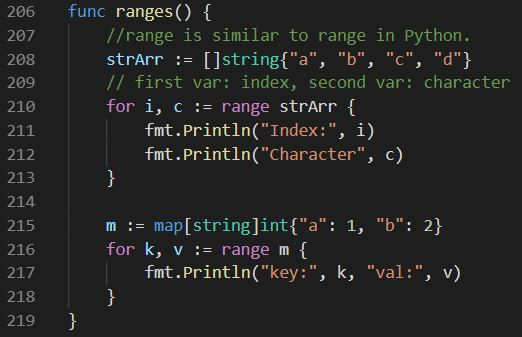 206 func ranges() {
207     //range is similar to range in Python.
208     strArr := []string{"a", "b", "c", "d"}
209     // first var: index, second var: character
210     for i, c := range strArr {
211         fmt.Println("Index:", i)
212         fmt.Println("Character", c)
213     }
214
215     m := map[string]int{"a": 1, "b": 2}
216     for k, v := range m {
217         fmt.Println("key:", k, "val:", v)
218     }
219 }